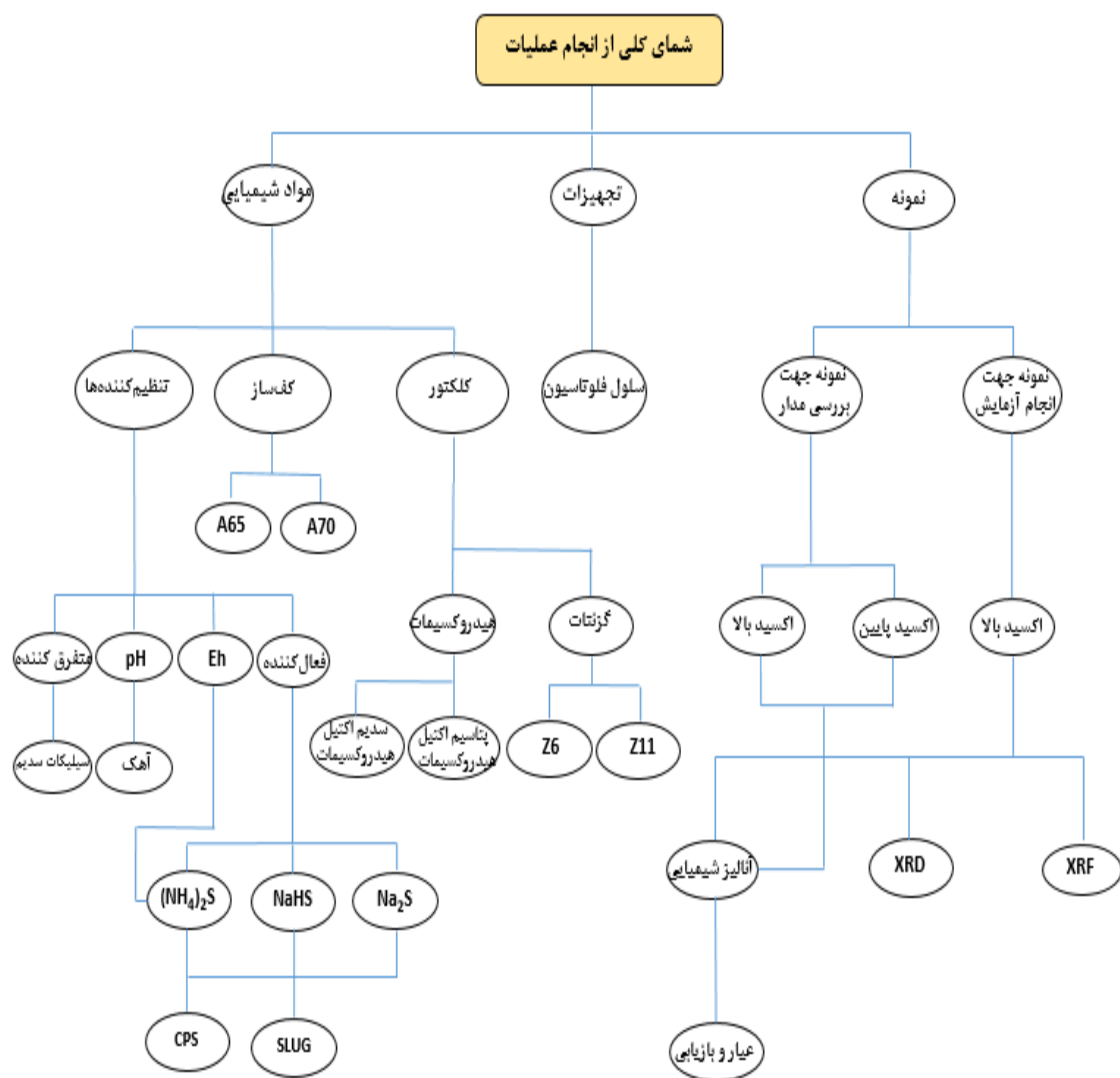 شمای کلی از انجام عملیات
نمونه
تجهیزات
مواد شیمیایی
نمونه جهت
انجام آزمایش
نمونه جهت
بررسی مدار
سلول فلوتاسیون
کلکتور
کف‌ساز
تنظیم‌کننده‌ها
A70
A65
اکسید بالا
اکسید پایین
اکسید بالا
گزنتات
هیدروکسیمات
فعال‌کننده
Eh
pH
متفرق کننده
Z11
Z6
پتاسیم اکتیل
هیدروکسیمات
سدیم اکتیل
هیدروکسیمات
آهک
سیلیکات سدیم
XRF
XRD
آنالیز شیمیایی
Na₂S
NaHS
(NH₄)₂S
SLUG
CPS
عیار و بازیابی